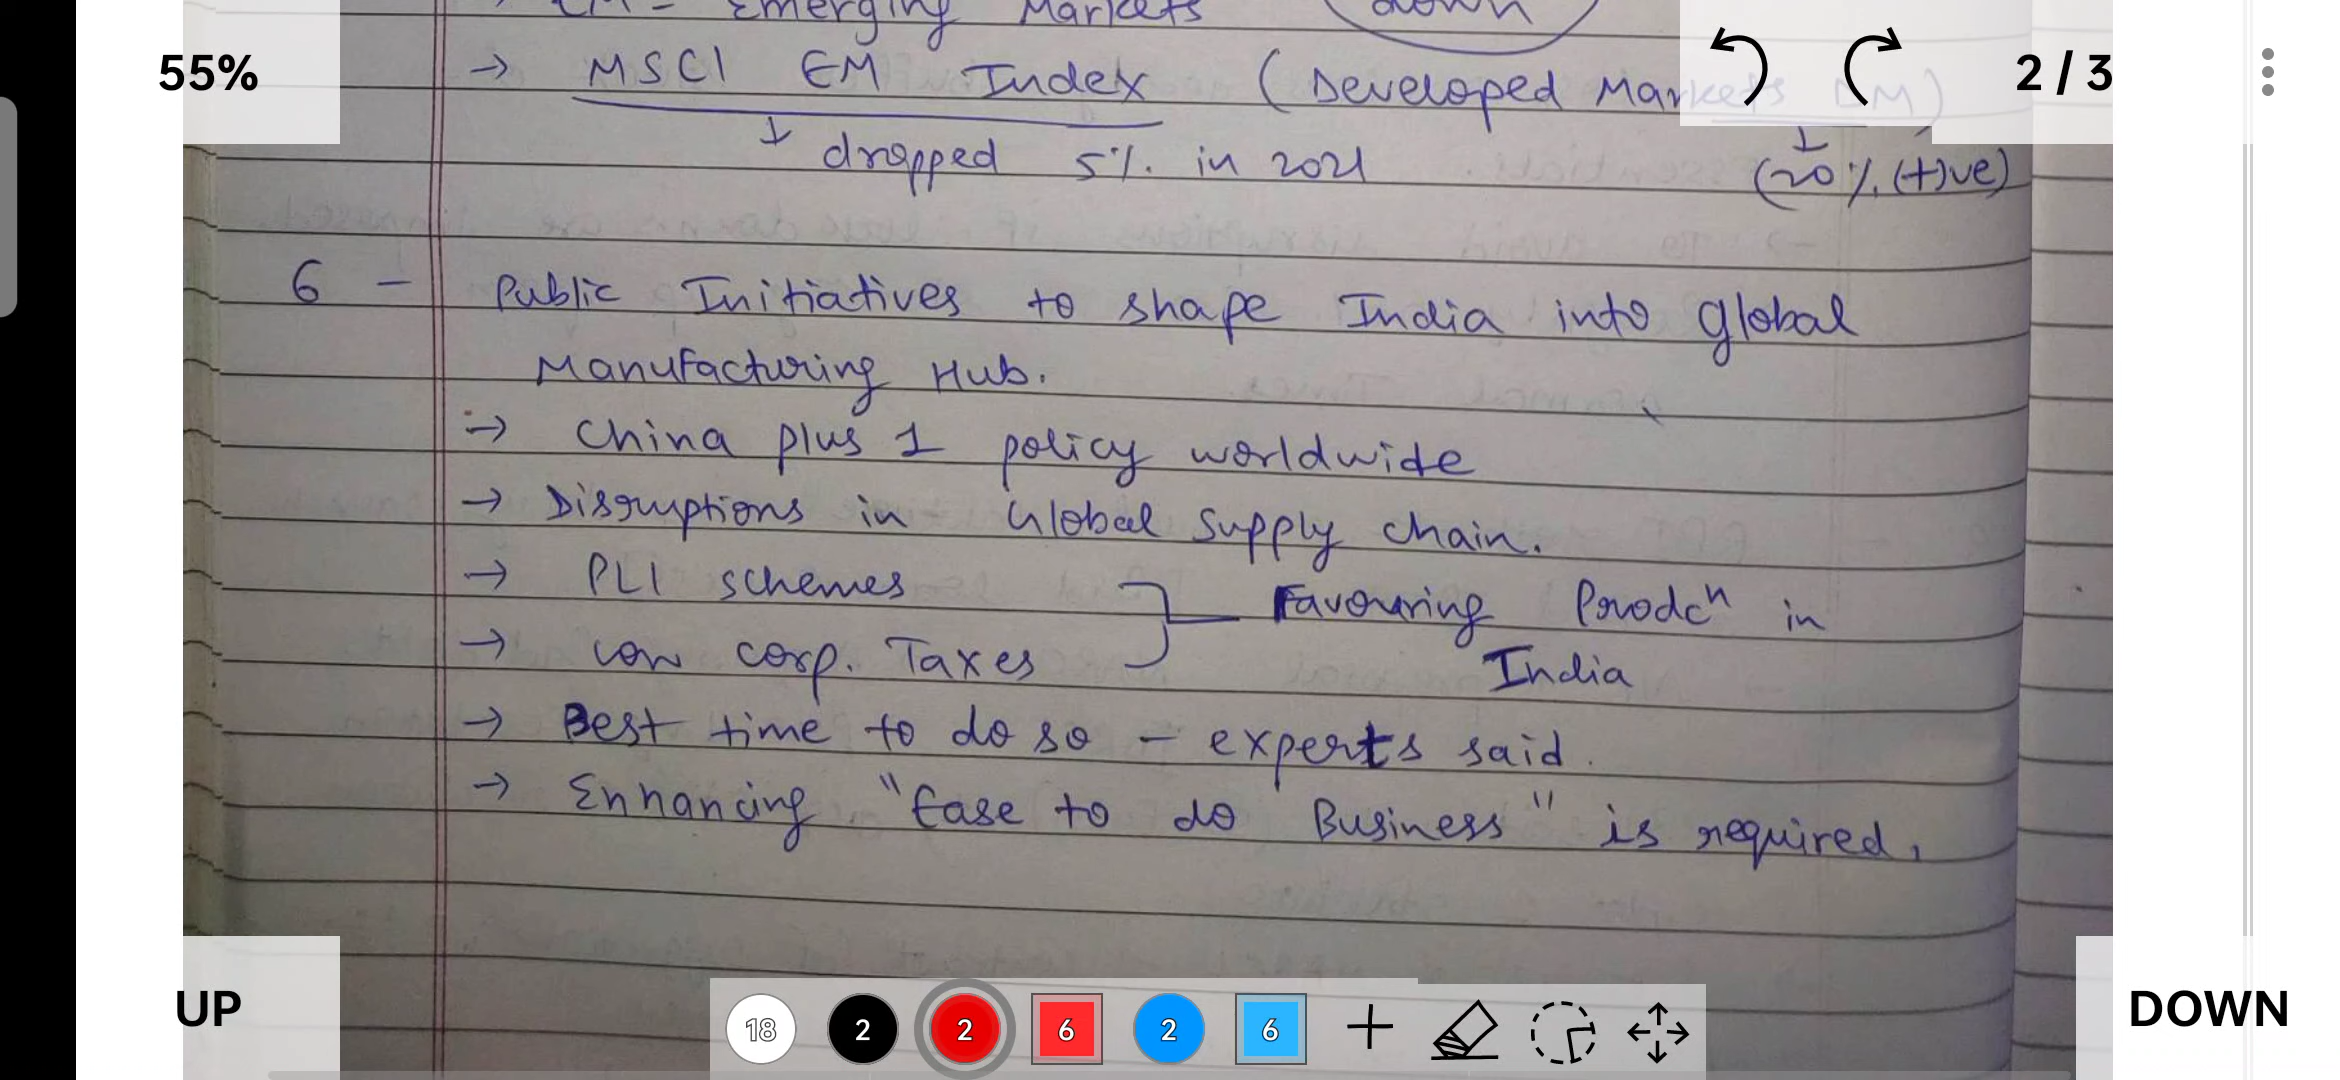 → EM - Emerging Markets down
55%
→ MSCI EM Index (Developed Markets DM)
2 / 3
↓ dropped 5%. in 2021
↓ (20%. (+)ve)
6 - Public Initiatives to shape India into Global
Manufacturing Hub.
→ China plus 1 policy worldwide
→ Disruptions in Global Supply chain.
→ PLI schemes
Favouring Prodcⁿ in
→ Low corp. Taxes
India
→ Best time to do so - experts said.
→ Enhancing "Ease to do Business" is required.
UP
18 2 2 6 2 6
DOWN